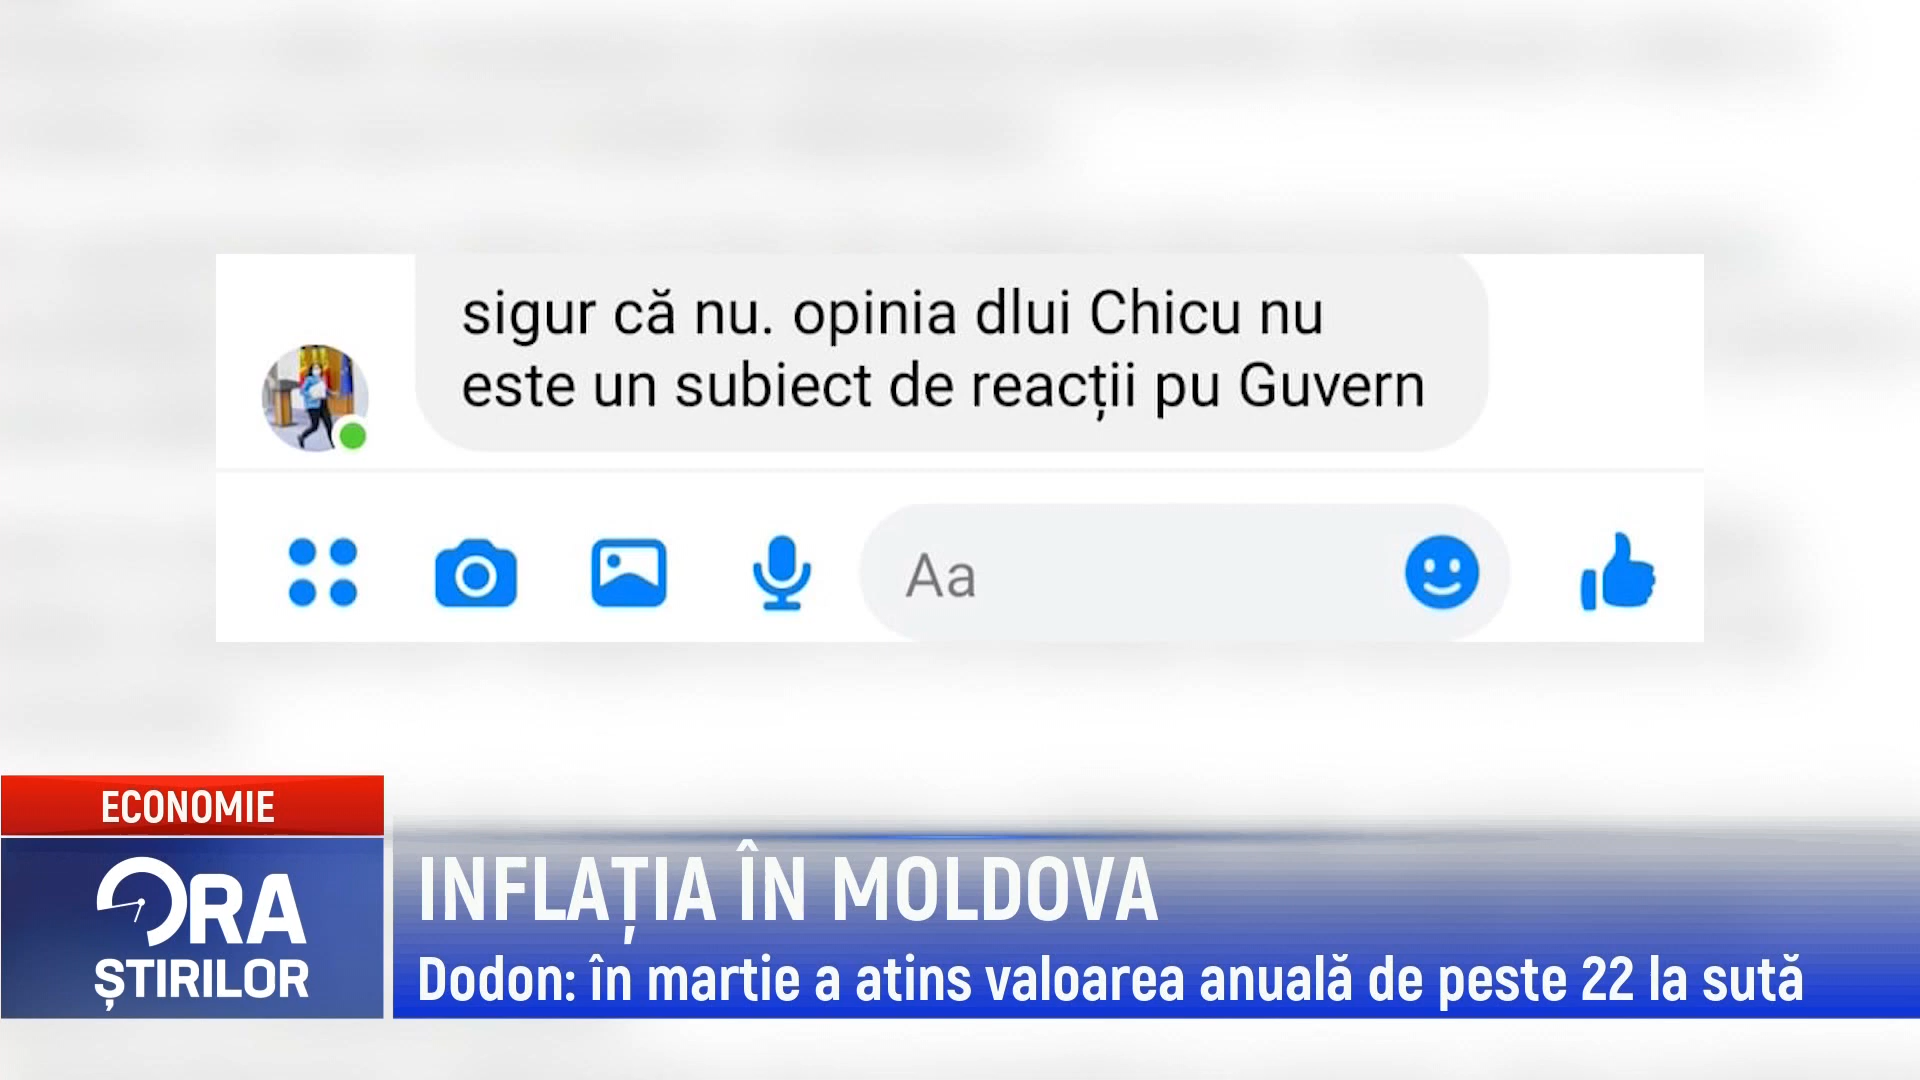 sigur că nu. opinia dlui Chicu nu
este un subiect de reacții pu Guvern
Aa
ECONOMIE
ORA
ȘTIRILOR
INFLAȚIA ÎN MOLDOVA
Dodon: în martie a atins valoarea anuală de peste 22 la sută